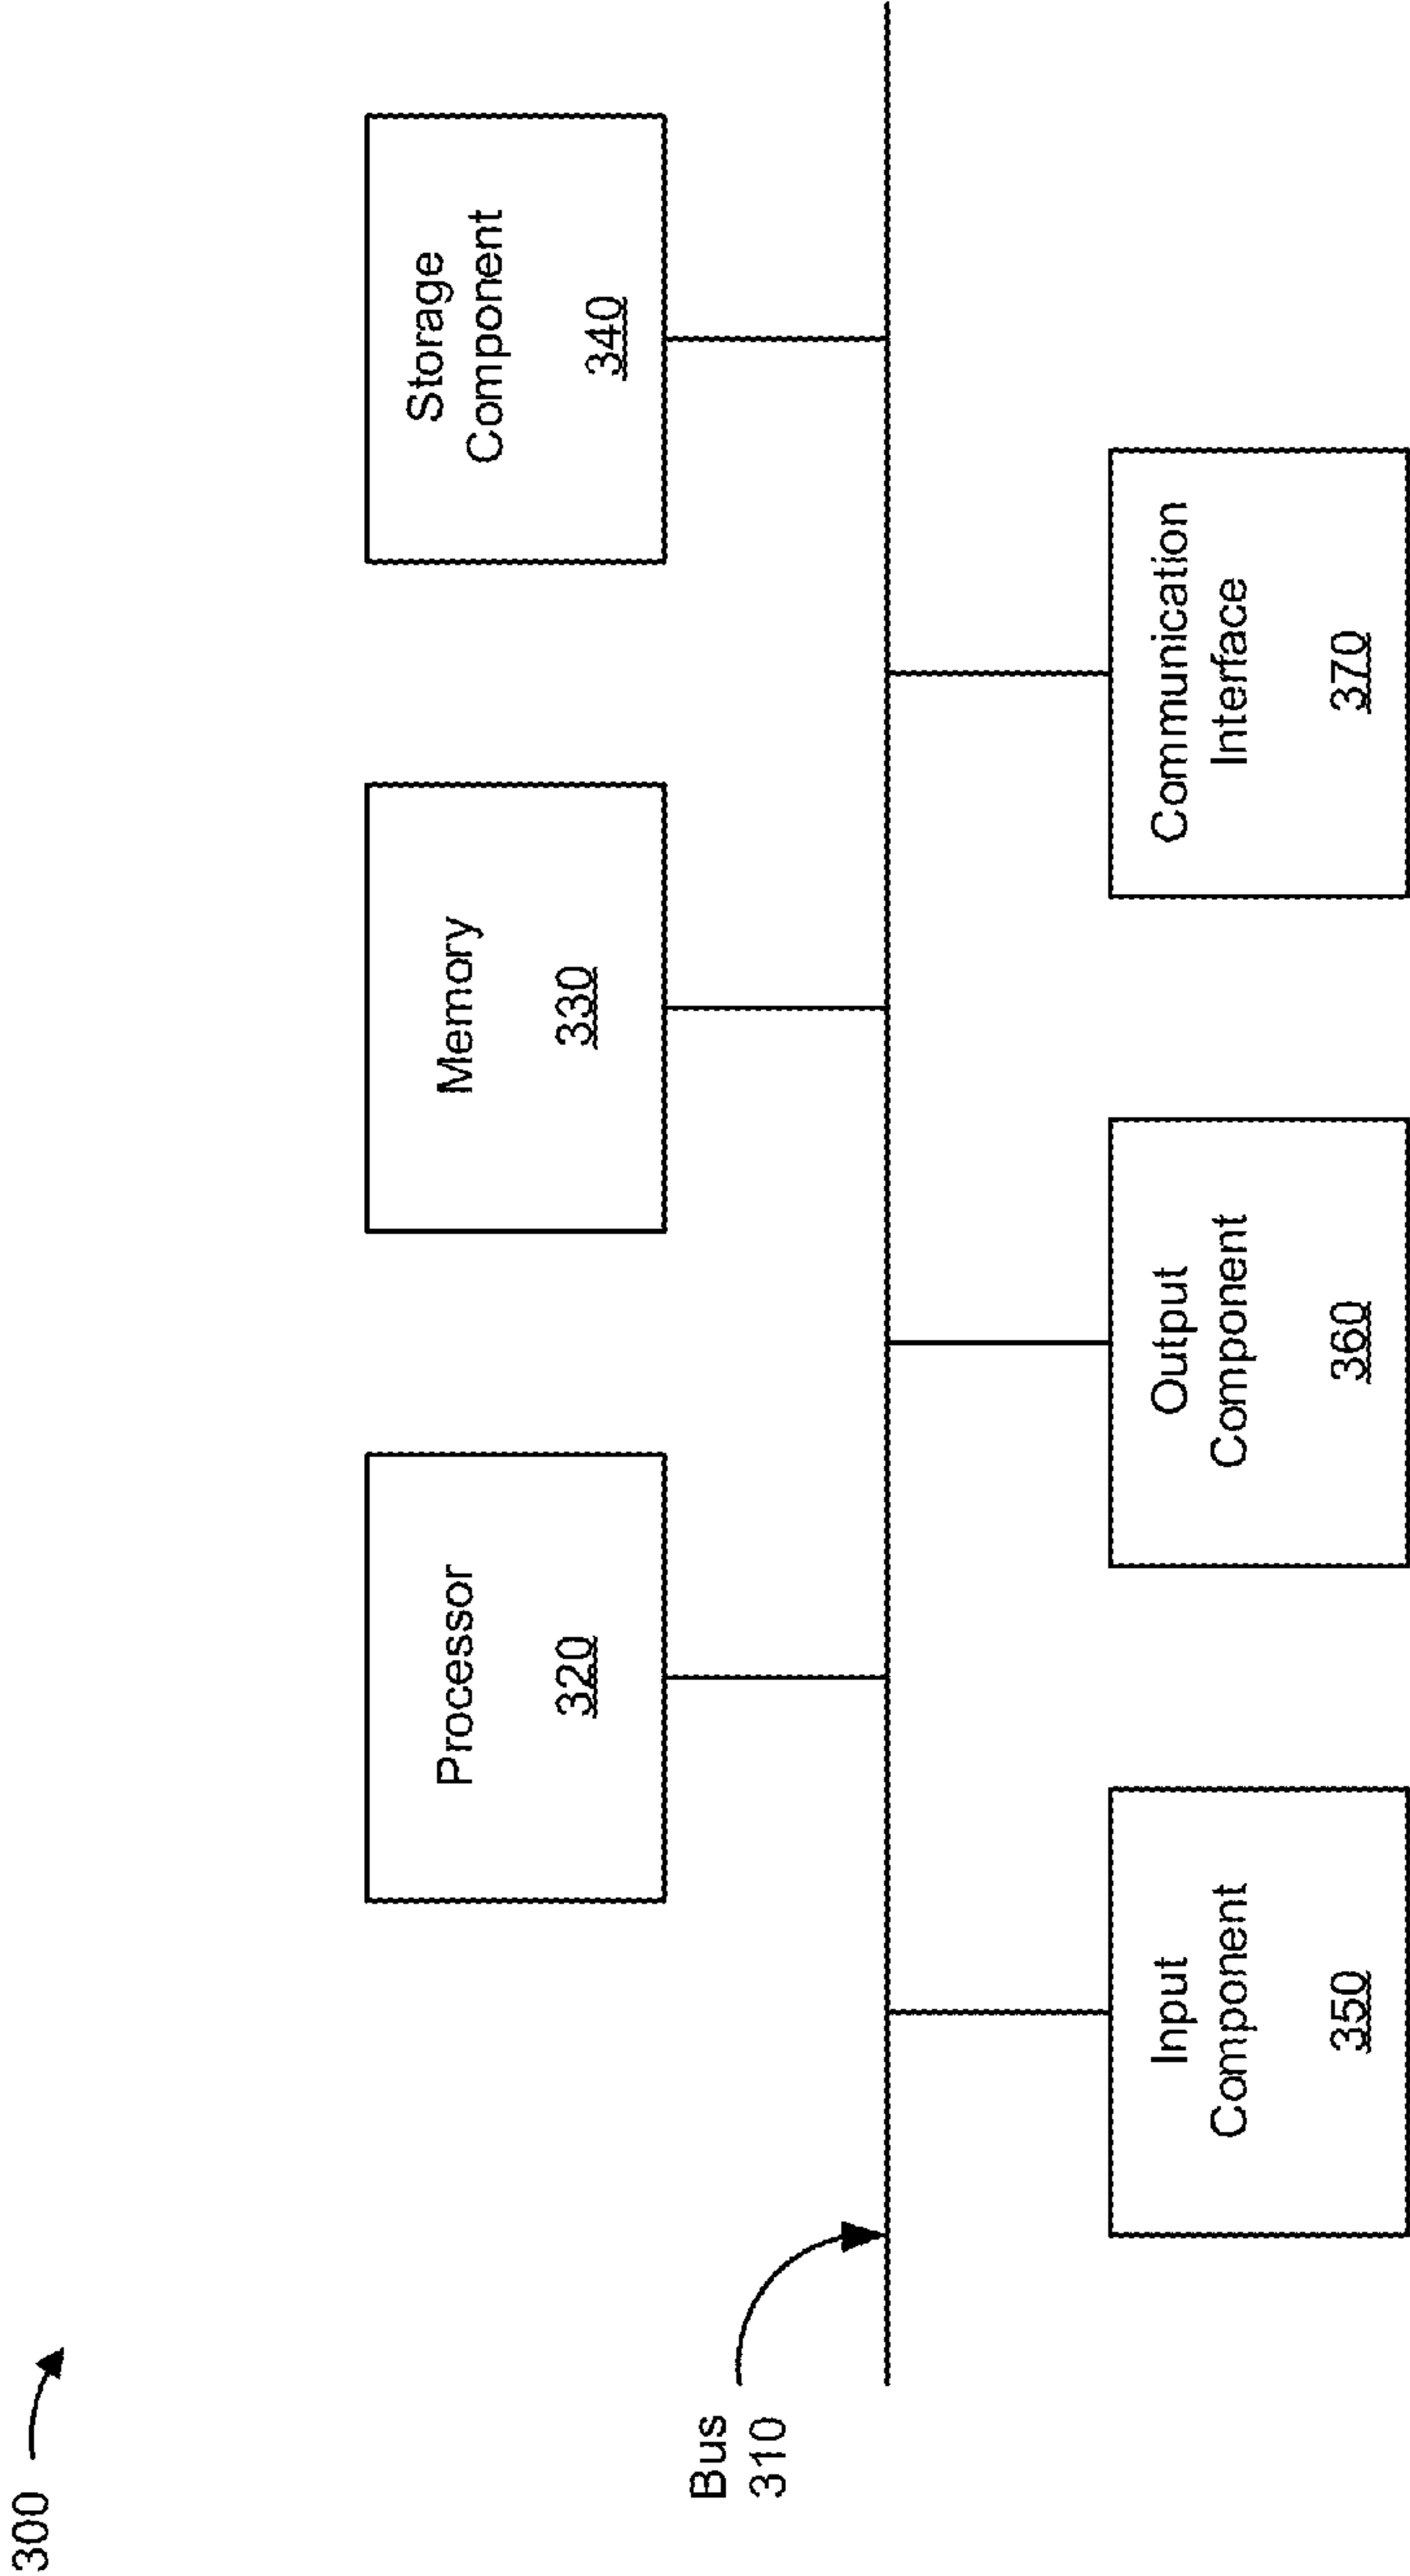 300
Processor
320
Memory
330
Storage
Component
340
Bus
310
Input
Component
350
Output
Component
360
Communication
Interface
370